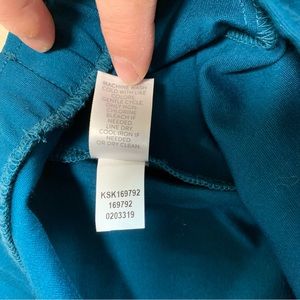 MACHINE WASH
COLD WITH LIKE
COLORS
GENTLE CYCLE.
ONLY NON-
CHLORINE
BLEACH IF
NEEDED
LINE DRY.
COOL IRON IF
NEEDED
OR DRY CLEAN.
KSK169792
169792
0203319